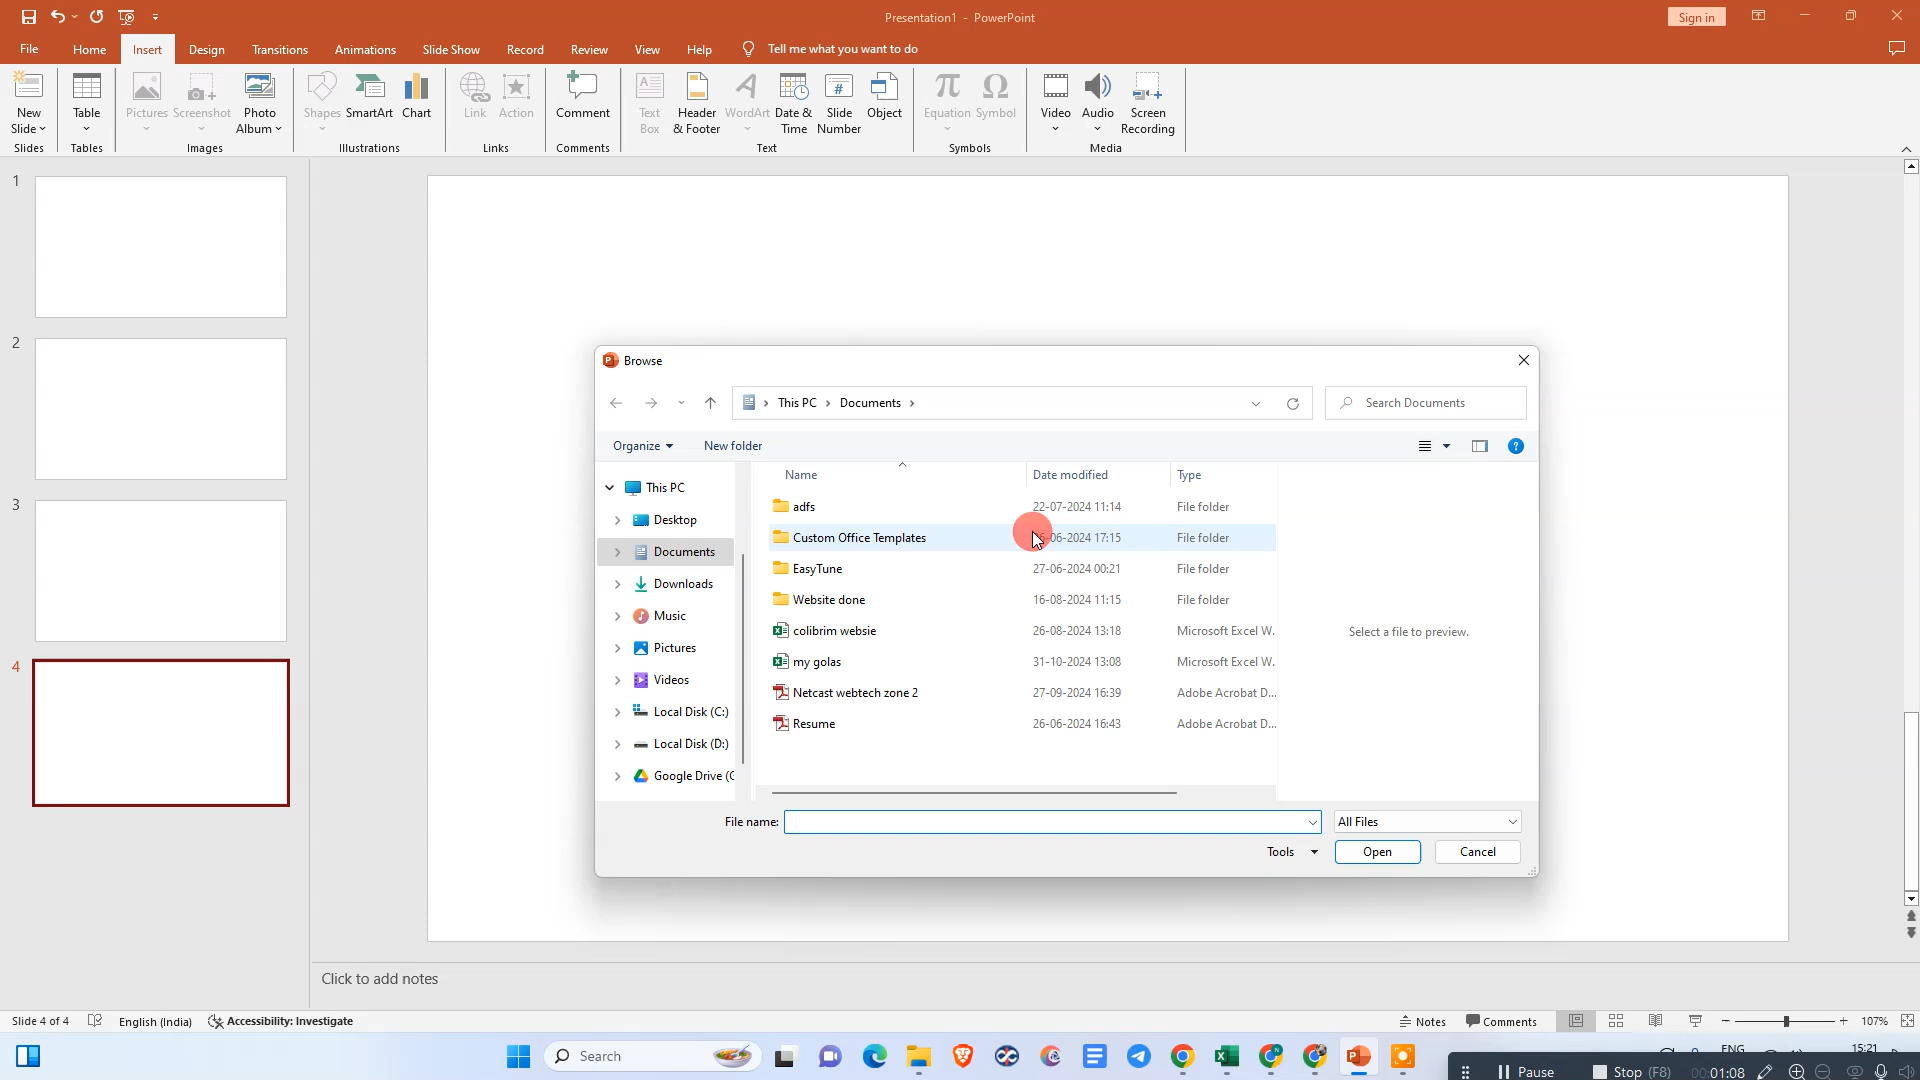 Presentation1 - PowerPoint
Sign in
File Home Insert Design Transitions Animations Slide Show Record Review View Help Tell me what you want to do
New Slide
Table
Pictures
Screenshot
Photo Album
Shapes
SmartArt
Chart
Link
Action
Comment
Text Box
Header & Footer
WordArt
Date & Time
Slide Number
Object
Equation
Symbol
Video
Audio
Screen Recording
Slides Tables Images Illustrations Links Comments Text Symbols Media
1
2
3
4
Browse
This PC > Documents >
Search Documents
Organize New folder
This PC
Desktop
Documents
Downloads
Music
Pictures
Videos
Local Disk (C:)
Local Disk (D:)
Google Drive (G
Name Date modified Type
adfs 22-07-2024 11:14 File folder
Custom Office Templates 06-2024 17:15 File folder
EasyTune 27-06-2024 00:21 File folder
Website done 16-08-2024 11:15 File folder
colibrim websie 26-08-2024 13:18 Microsoft Excel W.
my golas 31-10-2024 13:08 Microsoft Excel W.
Netcast webtech zone 2 27-09-2024 16:39 Adobe Acrobat D...
Resume 26-06-2024 16:43 Adobe Acrobat D...
Select a file to preview.
File name: All Files
Tools Open Cancel
Click to add notes
Slide 4 of 4 English (India) Accessibility: Investigate Notes Comments 107%
Search
ENG
15:21
Pause Stop (F8) 00:01:08